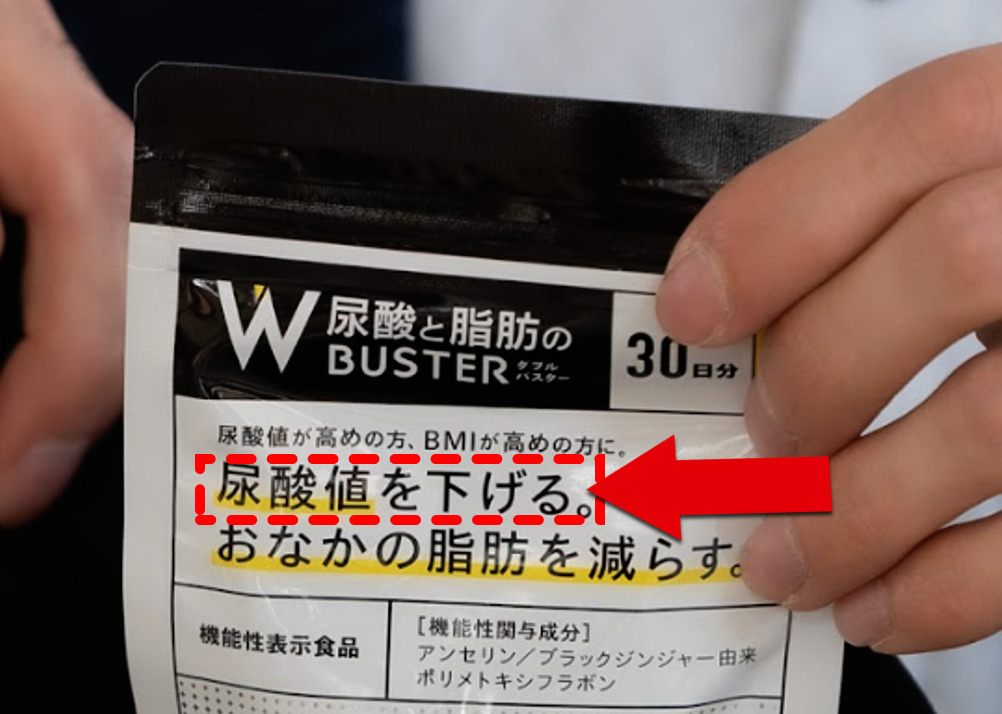 W 尿酸と脂肪の
BUSTER ダブルバスター
30日分
尿酸値が高めの方、BMIが高めの方に。
尿酸値を下げる。
おなかの脂肪を減らす。
機能性表示食品
[機能性関与成分]
アンセリン／ブラックジンジャー由来
ポリメトキシフラボン